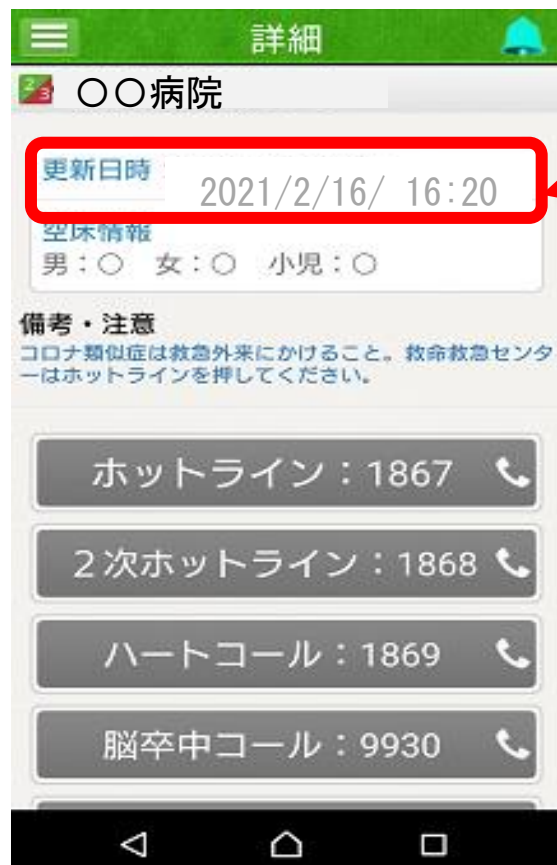 詳細
2 3 〇〇病院
更新日時
2021/2/16/ 16:20
空床情報
男：○ 女：○ 小児：○
備考・注意
コロナ類似症は救急外来にかけること。救命救急センタ
ーはホットラインを押してください。
ホットライン：1867
２次ホットライン：1868
ハートコール：1869
脳卒中コール：9930